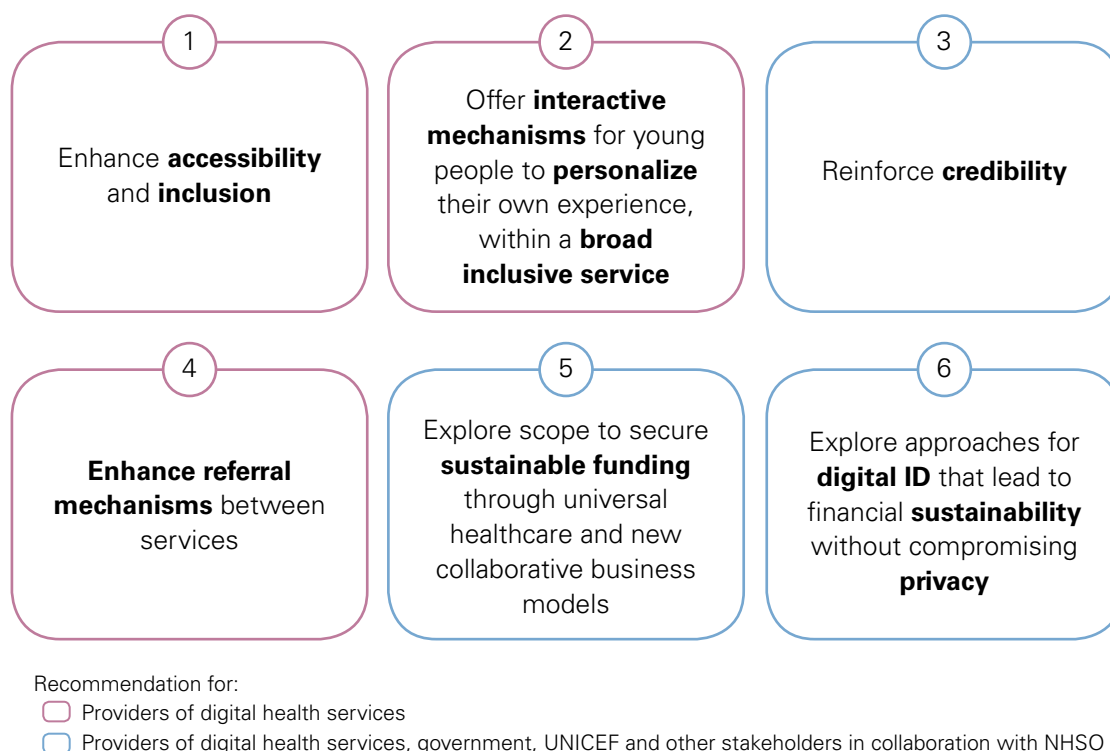 1
Enhance accessibility
and inclusion
2
Offer interactive
mechanisms for young
people to personalize
their own experience,
within a broad
inclusive service
3
Reinforce credibility
4
Enhance referral
mechanisms between
services
5
Explore scope to secure
sustainable funding
through universal
healthcare and new
collaborative business
models
6
Explore approaches for
digital ID that lead to
financial sustainability
without compromising
privacy
Recommendation for:
Providers of digital health services
Providers of digital health services, government, UNICEF and other stakeholders in collaboration with NHSO